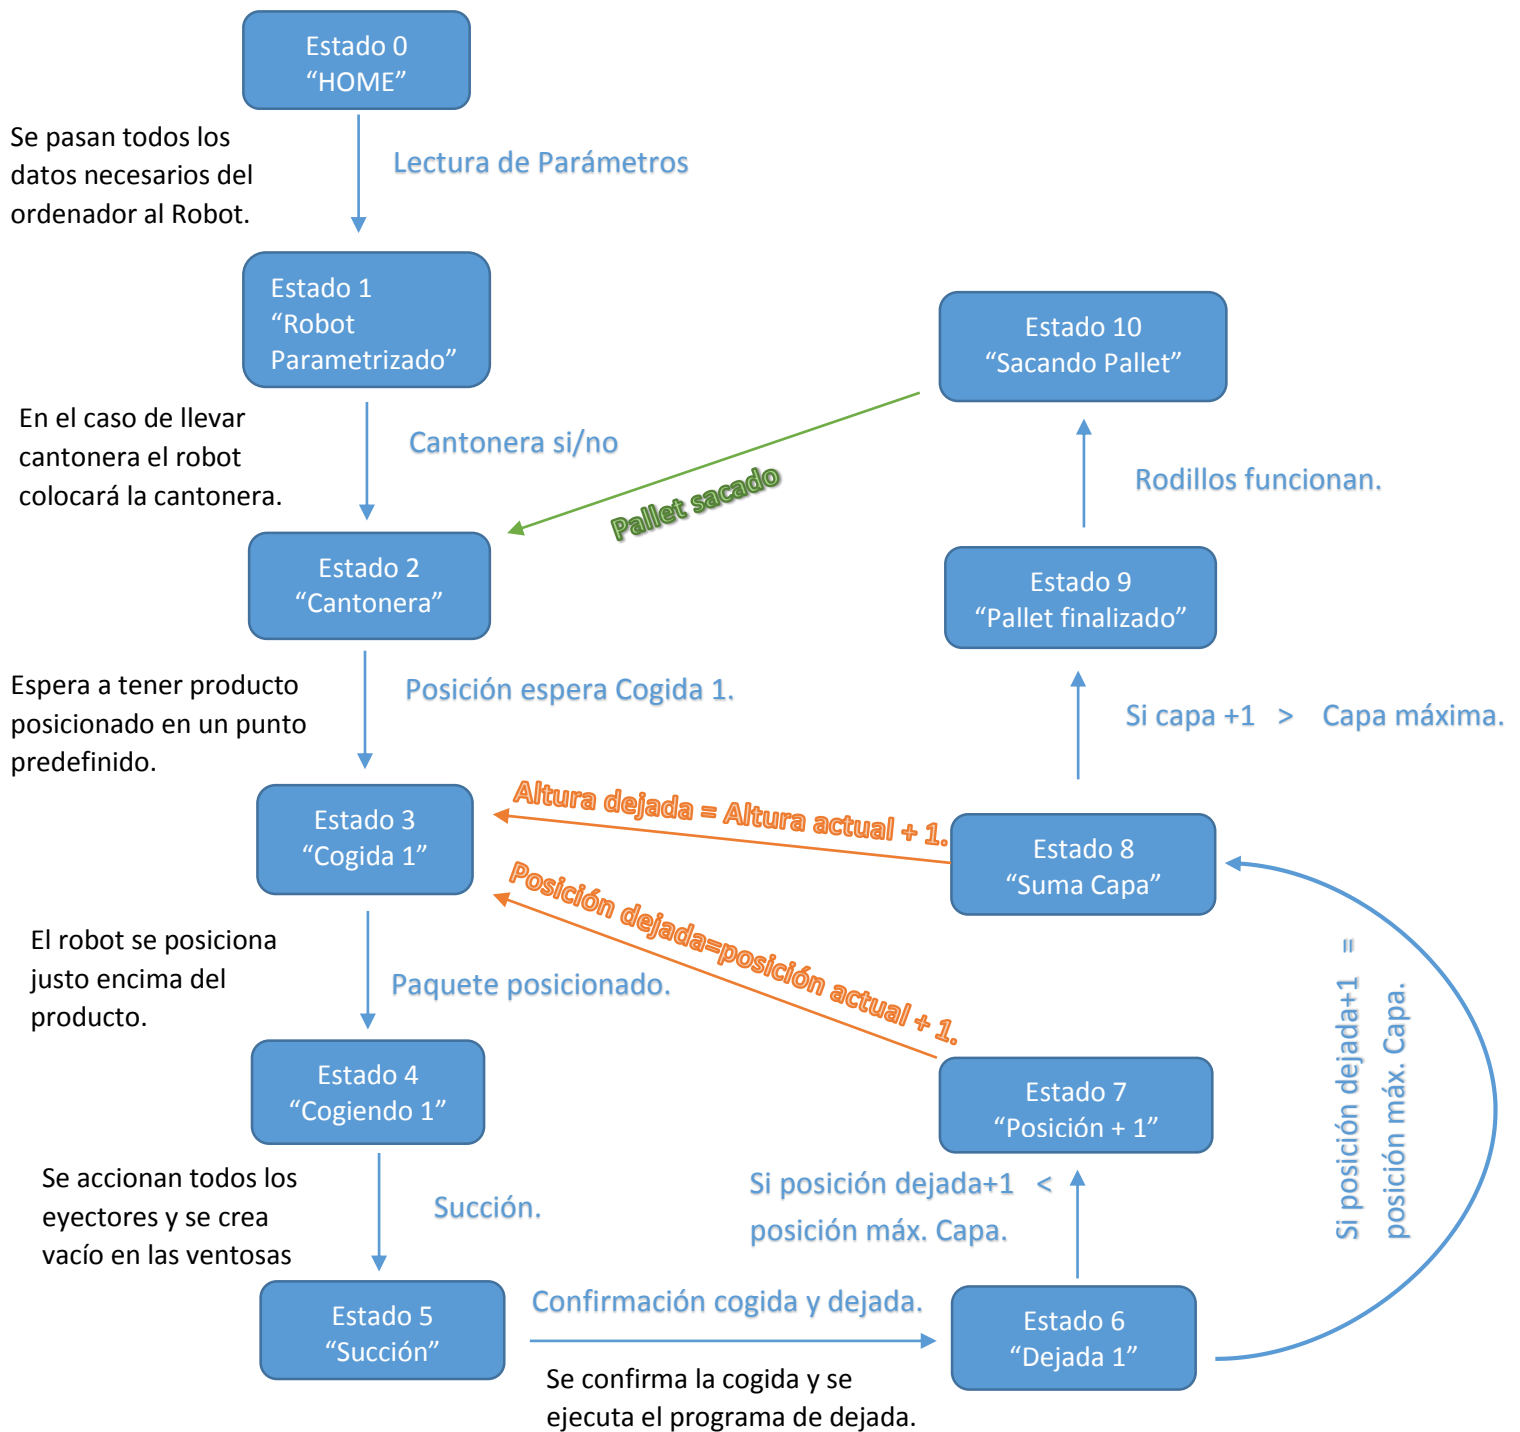 Estado 0
“HOME”
Se pasan todos los
datos necesarios del
ordenador al Robot.
Lectura de Parámetros
Estado 1
“Robot
Parametrizado”
En el caso de llevar
cantonera el robot
colocará la cantonera.
Cantonera si/no
Estado 2
“Cantonera”
Espera a tener producto
posicionado en un punto
predefinido.
Posición espera Cogida 1.
Estado 3
“Cogida 1”
El robot se posiciona
justo encima del
producto.
Paquete posicionado.
Estado 4
“Cogiendo 1”
Se accionan todos los
eyectores y se crea
vacío en las ventosas
Succión.
Estado 5
“Succión”
Confirmación cogida y dejada.
Se confirma la cogida y se
ejecuta el programa de dejada.
Estado 6
“Dejada 1”
Si posición dejada+1 <
posición máx. Capa.
Estado 7
“Posición + 1”
Posición dejada=posición actual + 1.
Si posición dejada+1 =
posición máx. Capa.
Estado 8
“Suma Capa”
Altura dejada = Altura actual + 1.
Si capa +1 > Capa máxima.
Estado 9
“Pallet finalizado”
Rodillos funcionan.
Estado 10
“Sacando Pallet”
Pallet sacado